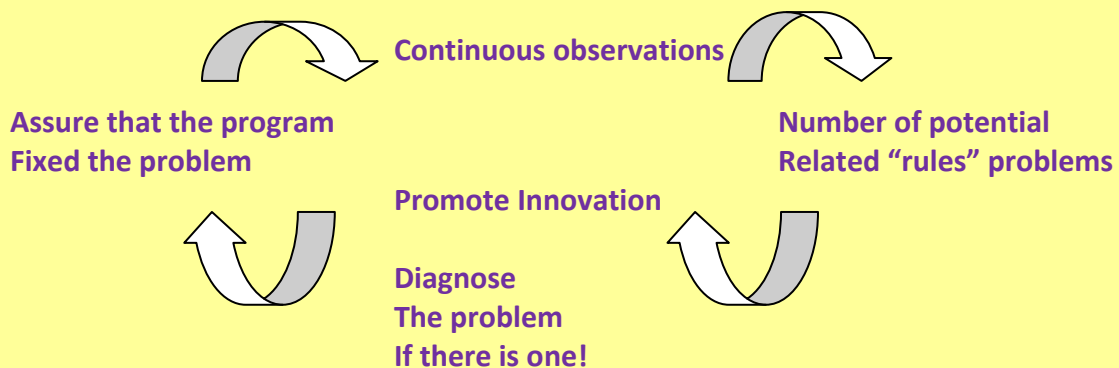 Continuous observations
Assure that the program
Fixed the problem
Number of potential
Related “rules” problems
Promote Innovation
Diagnose
The problem
If there is one!